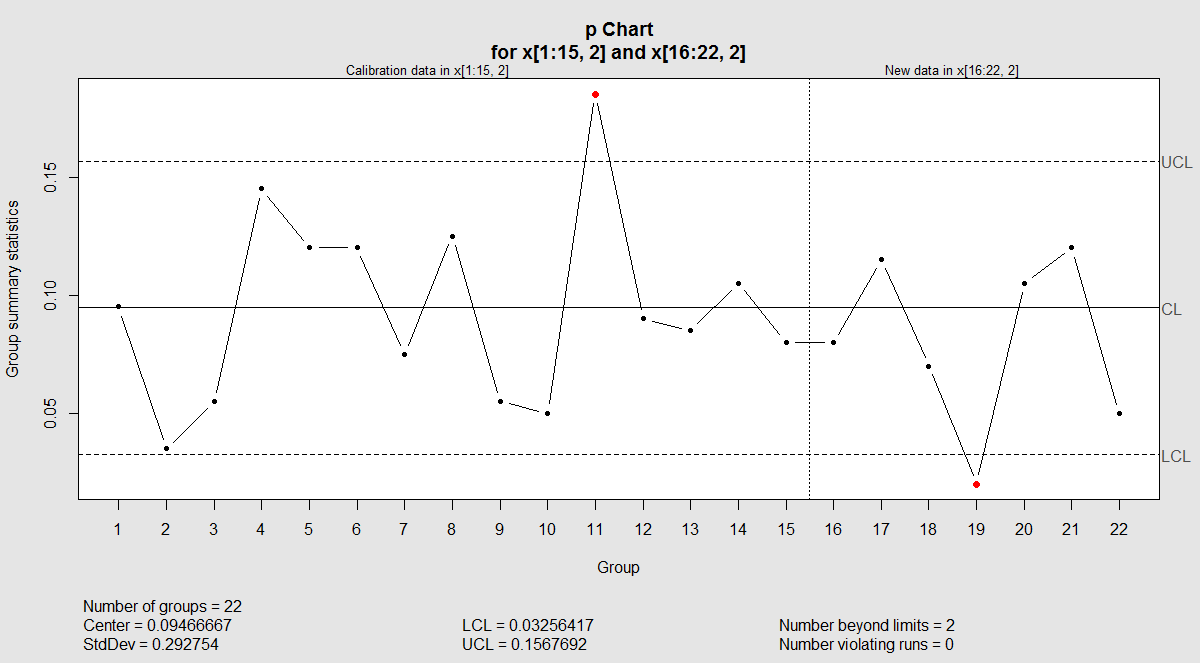 p Chart
for x[1:15, 2] and x[16:22, 2]
Calibration data in x[1:15, 2]
New data in x[16:22, 2]
Group summary statistics
0.15
0.10
0.05
UCL
CL
LCL
1 2 3 4 5 6 7 8 9 10 11 12 13 14 15 16 17 18 19 20 21 22
Group
Number of groups = 22
Center = 0.09466667
LCL = 0.03256417
Number beyond limits = 2
StdDev = 0.292754
UCL = 0.1567692
Number violating runs = 0